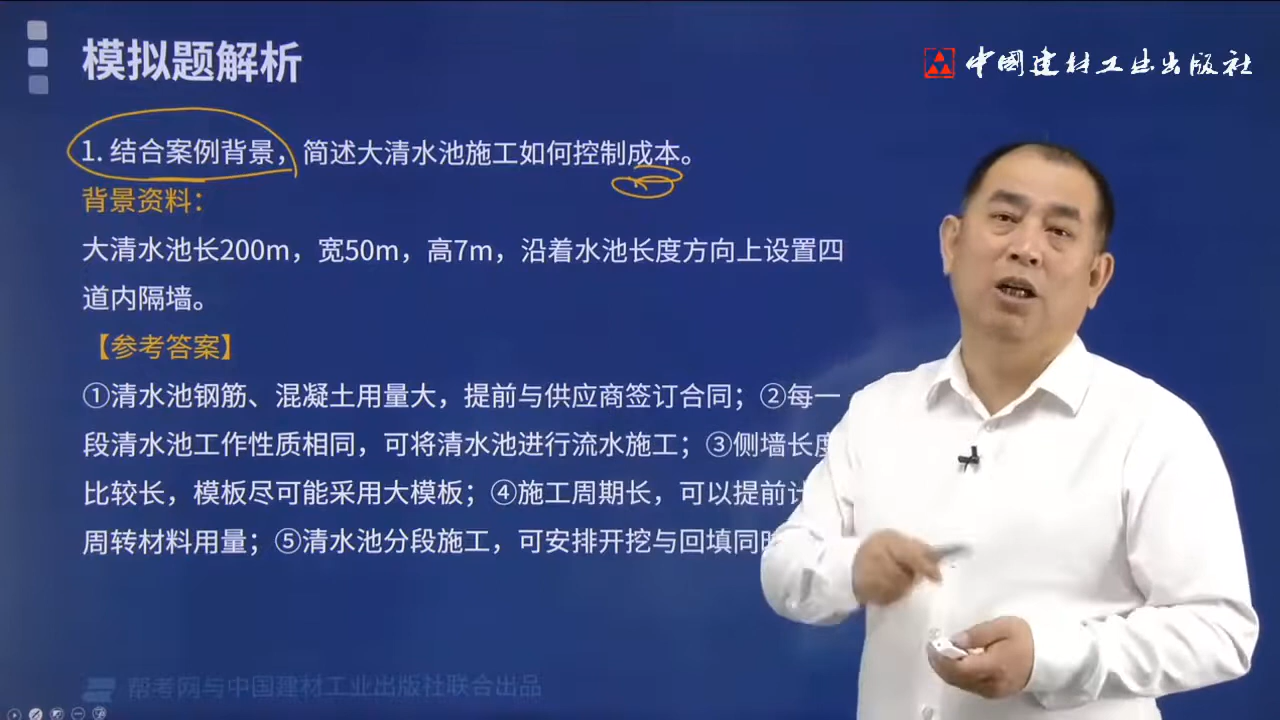 模拟题解析
中国建材工业出版社
1. 结合案例背景，简述大清水池施工如何控制成本。
背景资料：
大清水池长200m，宽50m，高7m，沿着水池长度方向上设置四
道内隔墙。
【参考答案】
①清水池钢筋、混凝土用量大，提前与供应商签订合同；②每一
段清水池工作性质相同，可将清水池进行流水施工；③侧墙长度
比较长，模板尽可能采用大模板；④施工周期长，可以提前计
周转材料用量；⑤清水池分段施工，可安排开挖与回填同时
帮考网与中国建材工业出版社联合出品